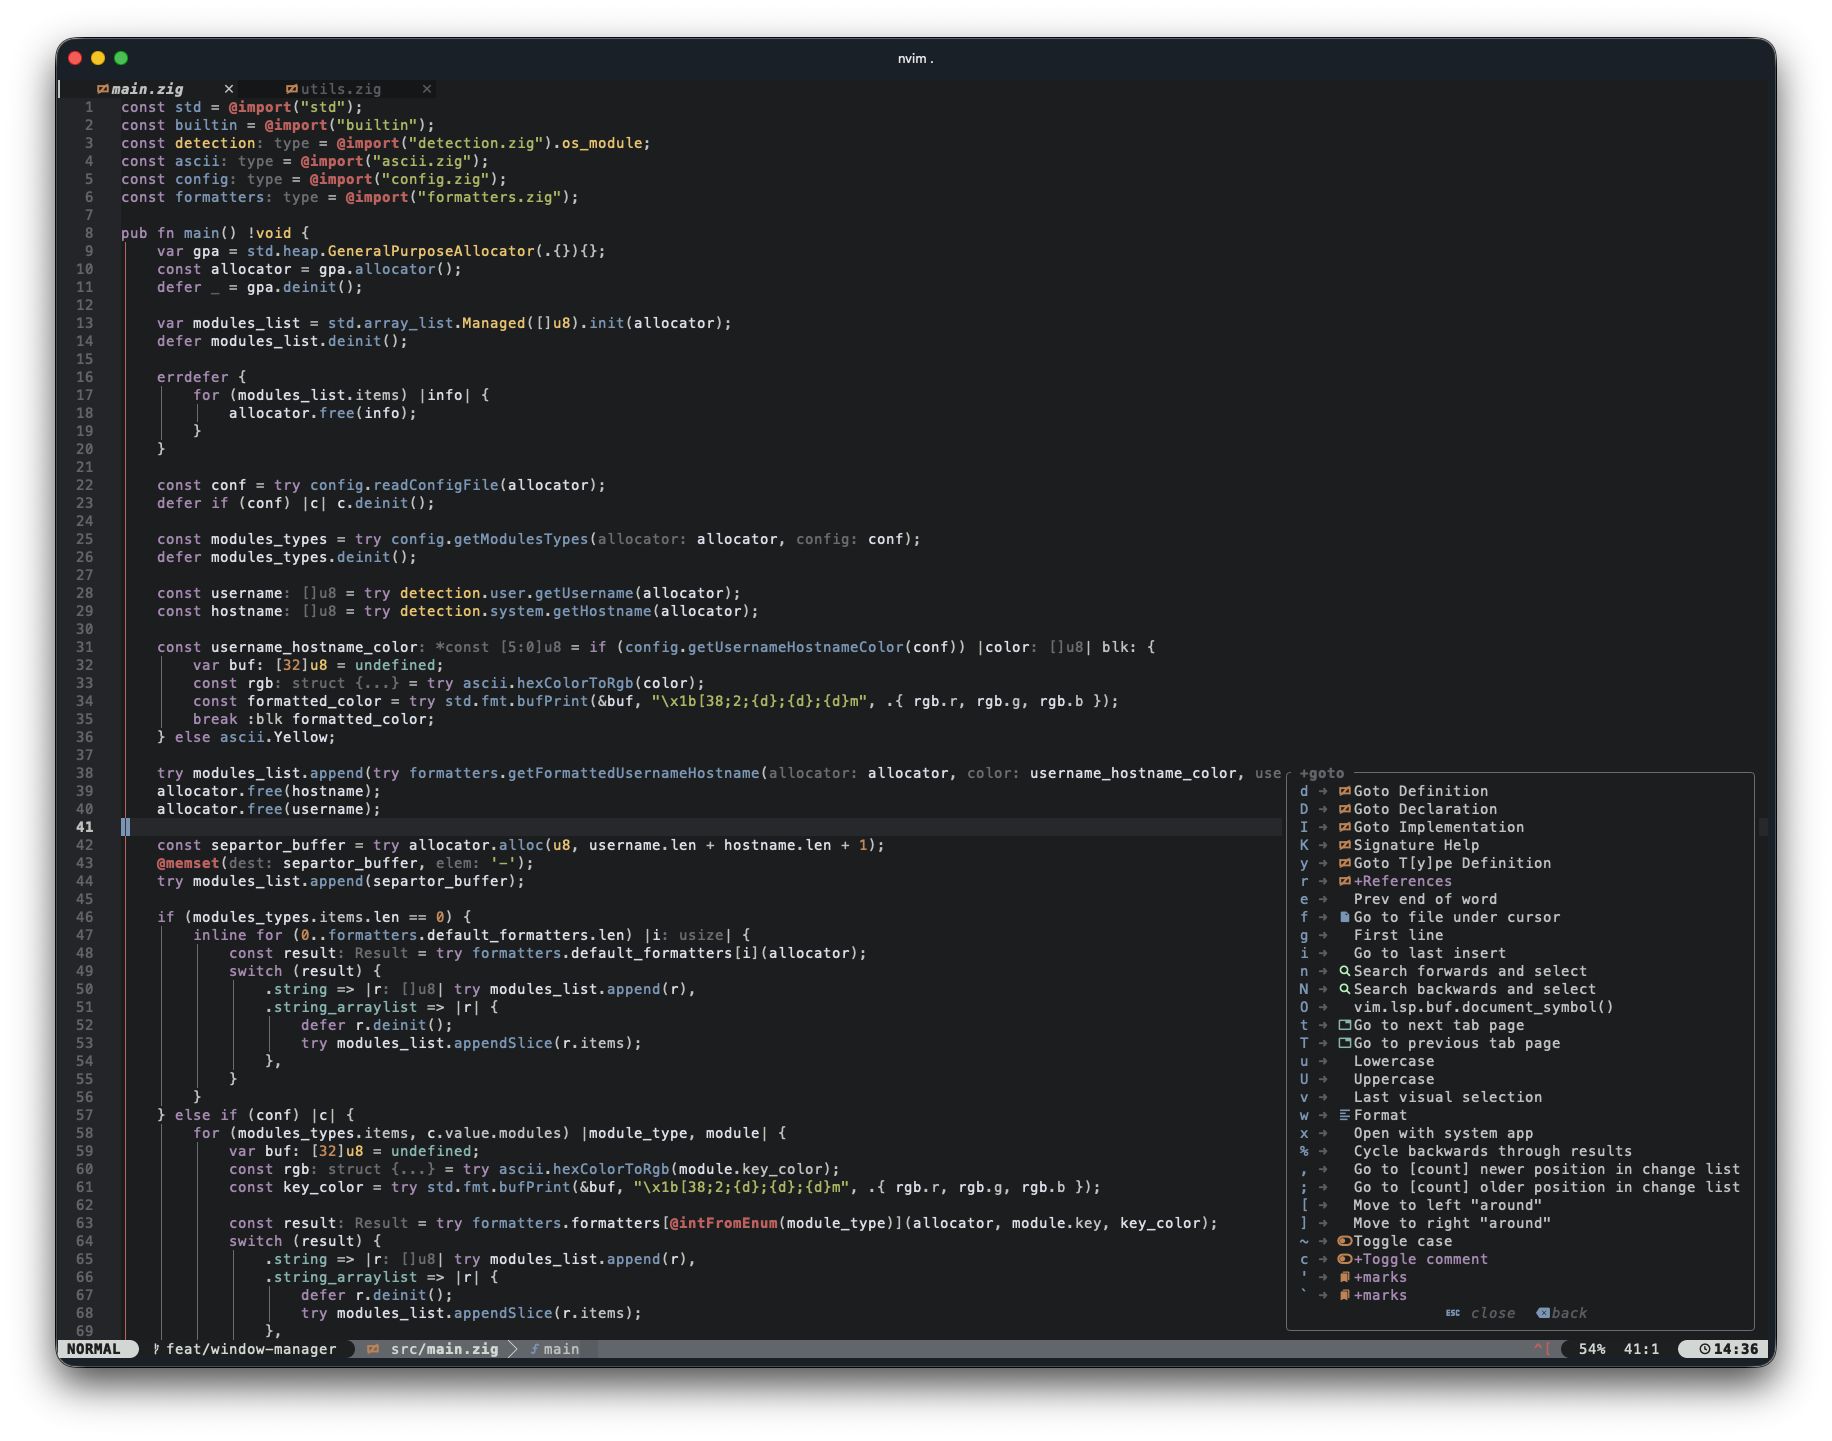 nvim .
main.zig × utils.zig ×
1 const std = @import("std");
2 const builtin = @import("builtin");
3 const detection: type = @import("detection.zig").os_module;
4 const ascii: type = @import("ascii.zig");
5 const config: type = @import("config.zig");
6 const formatters: type = @import("formatters.zig");
7
8 pub fn main() !void {
9 var gpa = std.heap.GeneralPurposeAllocator(.{}){};
10 const allocator = gpa.allocator();
11 defer _ = gpa.deinit();
12
13 var modules_list = std.array_list.Managed([]u8).init(allocator);
14 defer modules_list.deinit();
15
16 errdefer {
17 for (modules_list.items) |info| {
18 allocator.free(info);
19 }
20 }
21
22 const conf = try config.readConfigFile(allocator);
23 defer if (conf) |c| c.deinit();
24
25 const modules_types = try config.getModulesTypes(allocator: allocator, config: conf);
26 defer modules_types.deinit();
27
28 const username: []u8 = try detection.user.getUsername(allocator);
29 const hostname: []u8 = try detection.system.getHostname(allocator);
30
31 const username_hostname_color: *const [5:0]u8 = if (config.getUsernameHostnameColor(conf)) |color: []u8| blk: {
32 var buf: [32]u8 = undefined;
33 const rgb: struct {...} = try ascii.hexColorToRgb(color);
34 const formatted_color = try std.fmt.bufPrint(&buf, "\x1b[38;2;{d};{d};{d}m", .{ rgb.r, rgb.g, rgb.b });
35 break :blk formatted_color;
36 } else ascii.Yellow;
37
38 try modules_list.append(try formatters.getFormattedUsernameHostname(allocator: allocator, color: username_hostname_color, use
39 allocator.free(hostname);
40 allocator.free(username);
41
42 const separtor_buffer = try allocator.alloc(u8, username.len + hostname.len + 1);
43 @memset(dest: separtor_buffer, elem: '-');
44 try modules_list.append(separtor_buffer);
45
46 if (modules_types.items.len == 0) {
47 inline for (0..formatters.default_formatters.len) |i: usize| {
48 const result: Result = try formatters.default_formatters[i](allocator);
49 switch (result) {
50 .string => |r: []u8| try modules_list.append(r),
51 .string_arraylist => |r| {
52 defer r.deinit();
53 try modules_list.appendSlice(r.items);
54 },
55 }
56 }
57 } else if (conf) |c| {
58 for (modules_types.items, c.value.modules) |module_type, module| {
59 var buf: [32]u8 = undefined;
60 const rgb: struct {...} = try ascii.hexColorToRgb(module.key_color);
61 const key_color = try std.fmt.bufPrint(&buf, "\x1b[38;2;{d};{d};{d}m", .{ rgb.r, rgb.g, rgb.b });
62
63 const result: Result = try formatters.formatters[@intFromEnum(module_type)](allocator, module.key, key_color);
64 switch (result) {
65 .string => |r: []u8| try modules_list.append(r),
66 .string_arraylist => |r| {
67 defer r.deinit();
68 try modules_list.appendSlice(r.items);
69 },
+goto
d → Goto Definition
D → Goto Declaration
I → Goto Implementation
K → Signature Help
y → Goto T[y]pe Definition
r → +References
e → Prev end of word
f → Go to file under cursor
g → First line
i → Go to last insert
n → Search forwards and select
N → Search backwards and select
O → vim.lsp.buf.document_symbol()
t → Go to next tab page
T → Go to previous tab page
u → Lowercase
U → Uppercase
v → Last visual selection
w → Format
x → Open with system app
% → Cycle backwards through results
, → Go to [count] newer position in change list
; → Go to [count] older position in change list
[ → Move to left "around"
] → Move to right "around"
~ → Toggle case
c → +Toggle comment
' → +marks
` → +marks
ESC close back
NORMAL feat/window-manager src/main.zig ƒ main ^[ 54% 41:1 14:36